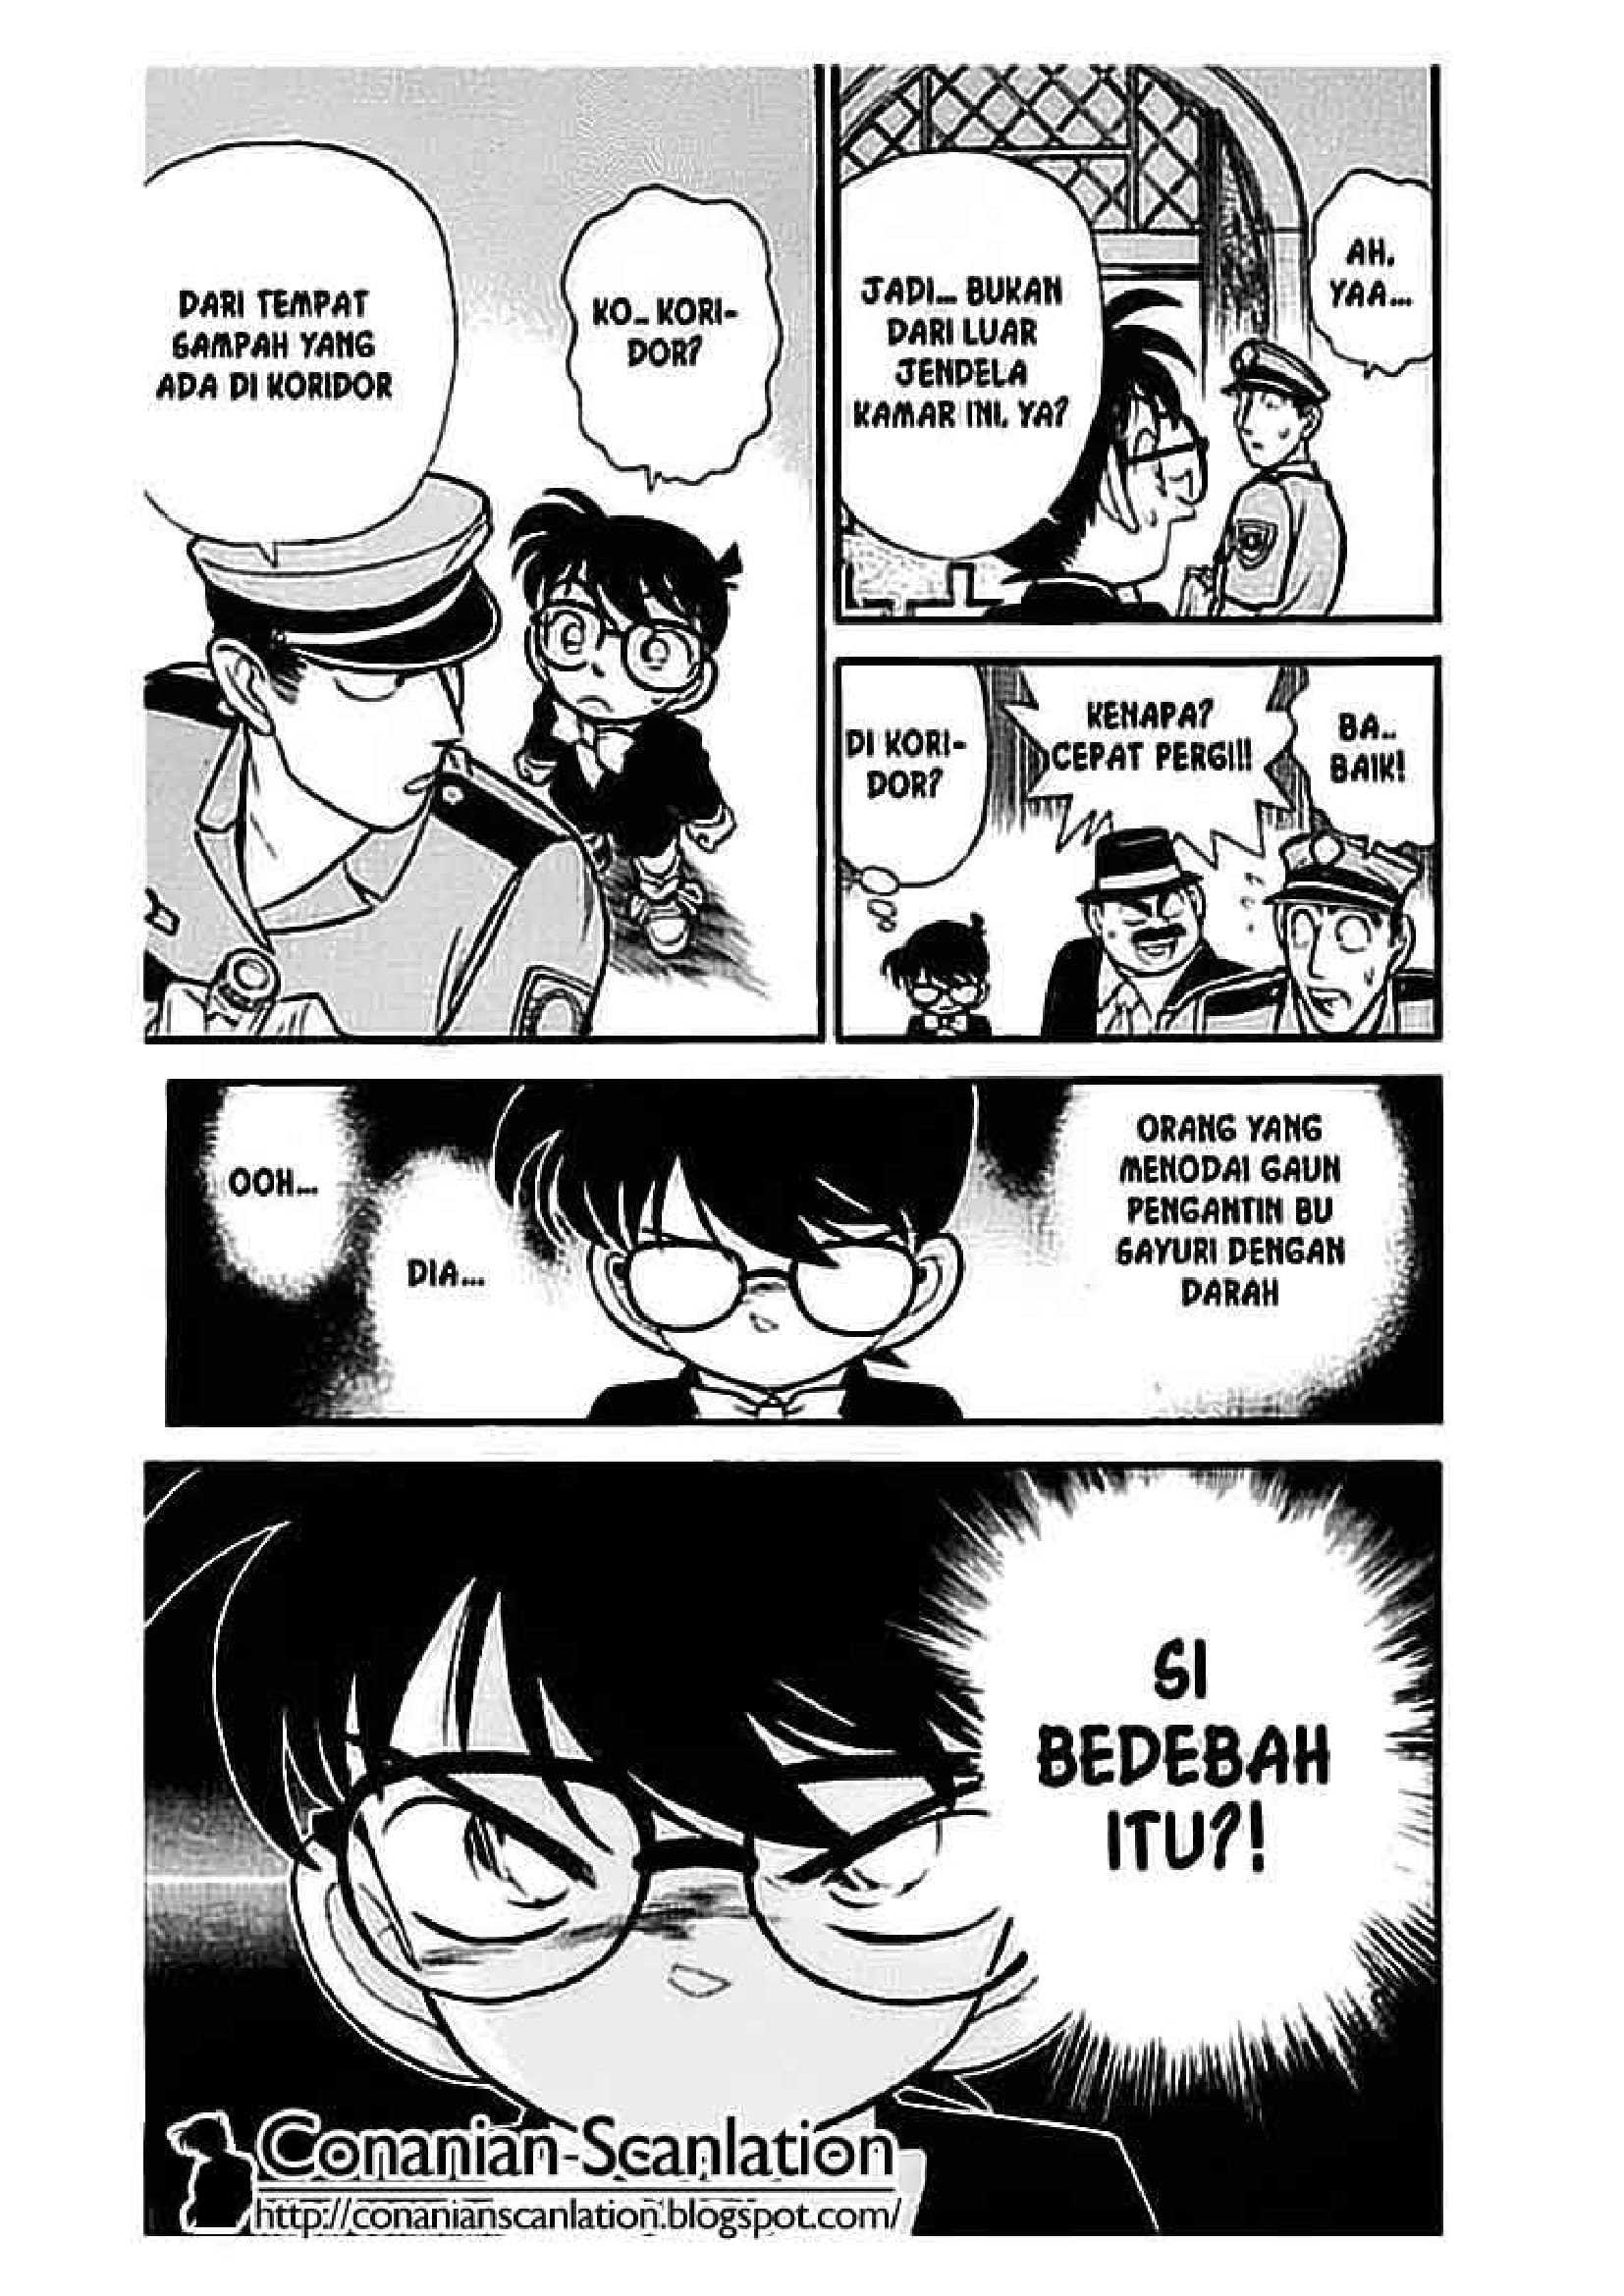 AH,
YAA...
JADI... BUKAN
DARI LUAR
JENDELA
KAMAR INI, YA?
KO.. KORI-
DOR?
DARI TEMPAT
SAMPAH YANG
ADA DI KORIDOR
BA..
BAIK!
KENAPA?
CEPAT PERGI!!
DI KORI-
DOR?
ORANG YANG
MENODAI GAUN
PENGANTIN BU
SAYURI DENGAN
DARAH
DIA...
OOH...
SI
BEDEBAH
ITU?!
Conanian-Scanlation
http://conanianscanlation.blogspot.com/